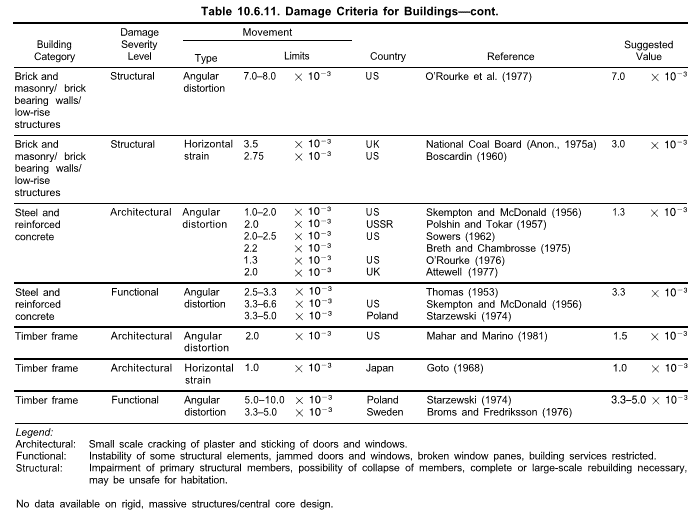 Table 10.6.11. Damage Criteria for Buildings—cont.
Building Category Damage Severity Level Movement Type Limits Country Reference Suggested Value
Brick and Structural Angular 7.0–8.0 × 10⁻³ US O'Rourke et al. (1977) 7.0 × 10⁻³
masonry/ brick distortion
bearing walls/
low-rise
structures
Brick and Structural Horizontal 3.5 × 10⁻³ UK National Coal Board (Anon., 1975a) 3.0 × 10⁻³
masonry/ brick strain 2.75 × 10⁻³ US Boscardin (1960)
bearing walls/
low-rise
structures
Steel and Architectural Angular 1.0–2.0 × 10⁻³ US Skempton and McDonald (1956) 1.3 × 10⁻³
reinforced distortion 2.0 × 10⁻³ USSR Polshin and Tokar (1957)
concrete 2.0–2.5 × 10⁻³ US Sowers (1962)
2.2 × 10⁻³ Breth and Chambrosse (1975)
1.3 × 10⁻³ US O'Rourke (1976)
2.0 × 10⁻³ UK Attewell (1977)
Steel and Functional Angular 2.5–3.3 × 10⁻³ Thomas (1953) 3.3 × 10⁻³
reinforced distortion 3.3–6.6 × 10⁻³ US Skempton and McDonald (1956)
concrete 3.3–5.0 × 10⁻³ Poland Starzewski (1974)
Timber frame Architectural Angular 2.0 × 10⁻³ US Mahar and Marino (1981) 1.5 × 10⁻³
distortion
Timber frame Architectural Horizontal 1.0 × 10⁻³ Japan Goto (1968) 1.0 × 10⁻³
strain
Timber frame Functional Angular 5.0–10.0 × 10⁻³ Poland Starzewski (1974) 3.3–5.0 × 10⁻³
distortion 3.3–5.0 × 10⁻³ Sweden Broms and Fredriksson (1976)
Legend:
Architectural: Small scale cracking of plaster and sticking of doors and windows.
Functional: Instability of some structural elements, jammed doors and windows, broken window panes, building services restricted.
Structural: Impairment of primary structural members, possibility of collapse of members, complete or large-scale rebuilding necessary,
may be unsafe for habitation.
No data available on rigid, massive structures/central core design.